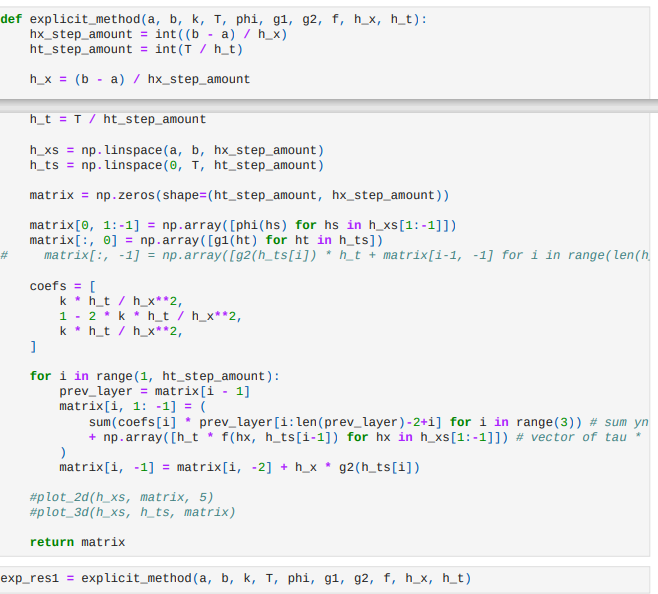 def explicit_method(a, b, k, T, phi, g1, g2, f, h_x, h_t):
    hx_step_amount = int((b - a) / h_x)
    ht_step_amount = int(T / h_t)

    h_x = (b - a) / hx_step_amount
    h_t = T / ht_step_amount

    h_xs = np.linspace(a, b, hx_step_amount)
    h_ts = np.linspace(0, T, ht_step_amount)

    matrix = np.zeros(shape=(ht_step_amount, hx_step_amount))

    matrix[0, 1:-1] = np.array([phi(hs) for hs in h_xs[1:-1]])
    matrix[:, 0] = np.array([g1(ht) for ht in h_ts])
#     matrix[:, -1] = np.array([g2(h_ts[i]) * h_t + matrix[i-1, -1] for i in range(len(h

    coefs = [
        k * h_t / h_x**2,
        1 - 2 * k * h_t / h_x**2,
        k * h_t / h_x**2,
    ]

    for i in range(1, ht_step_amount):
        prev_layer = matrix[i - 1]
        matrix[i, 1: -1] = (
            sum(coefs[i] * prev_layer[i:len(prev_layer)-2+i] for i in range(3)) # sum yn
            + np.array([h_t * f(hx, h_ts[i-1]) for hx in h_xs[1:-1]]) # vector of tau *
        )
        matrix[i, -1] = matrix[i, -2] + h_x * g2(h_ts[i])

    #plot_2d(h_xs, matrix, 5)
    #plot_3d(h_xs, h_ts, matrix)

    return matrix

exp_res1 = explicit_method(a, b, k, T, phi, g1, g2, f, h_x, h_t)